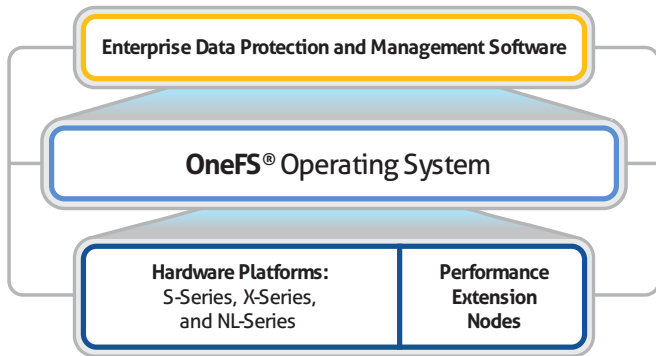 Enterprise Data Protection and Management Software
OneFS® Operating System
Hardware Platforms:
S-Series, X-Series,
and NL-Series
Performance
Extension
Nodes